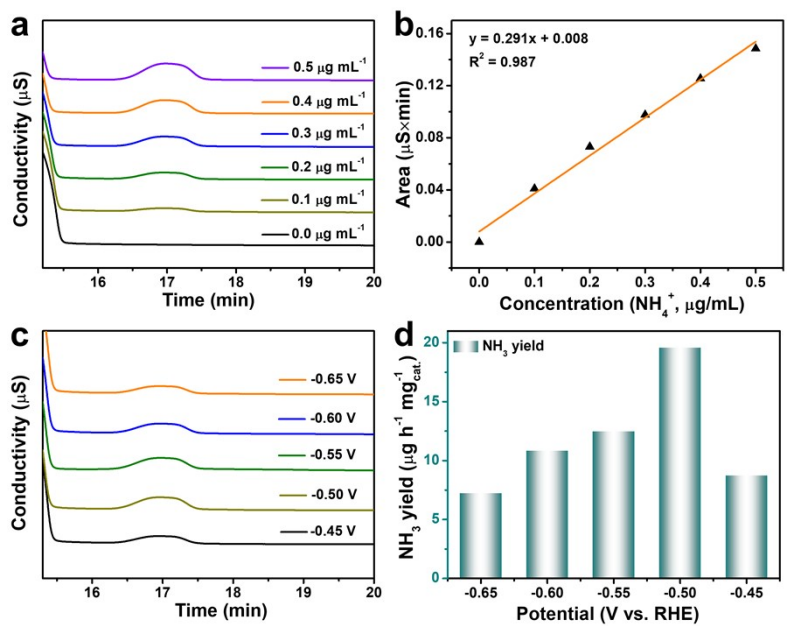 a
Conductivity (μS)
0.5 μg mL⁻¹
0.4 μg mL⁻¹
0.3 μg mL⁻¹
0.2 μg mL⁻¹
0.1 μg mL⁻¹
0.0 μg mL⁻¹
16 17 18 19 20
Time (min)
b
y = 0.291x + 0.008
R² = 0.987
Area (μS×min)
0.16
0.12
0.08
0.04
0.00
0.0 0.1 0.2 0.3 0.4 0.5
Concentration (NH₄⁺, μg/mL)
c
Conductivity (μS)
-0.65 V
-0.60 V
-0.55 V
-0.50 V
-0.45 V
16 17 18 19 20
Time (min)
d
NH₃ yield
NH₃ yield (μg h⁻¹ mg⁻¹cat.)
20
15
10
5
0
-0.65 -0.60 -0.55 -0.50 -0.45
Potential (V vs. RHE)